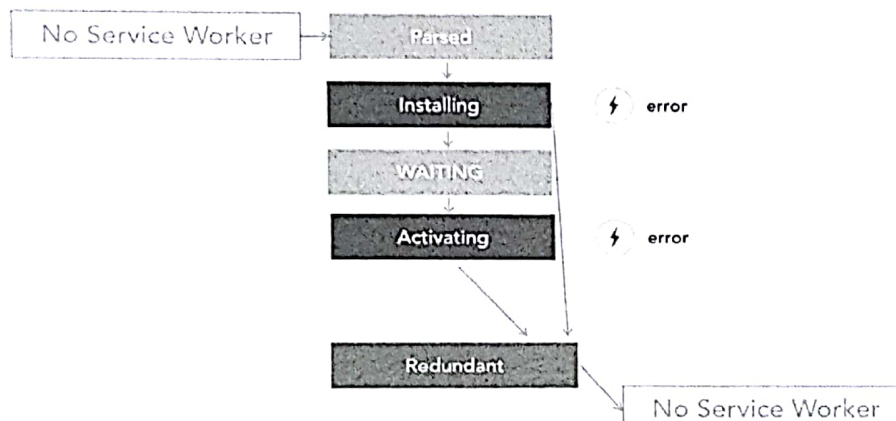 No Service Worker
Parsed
Installing
error
WAITING
Activating
error
Redundant
No Service Worker